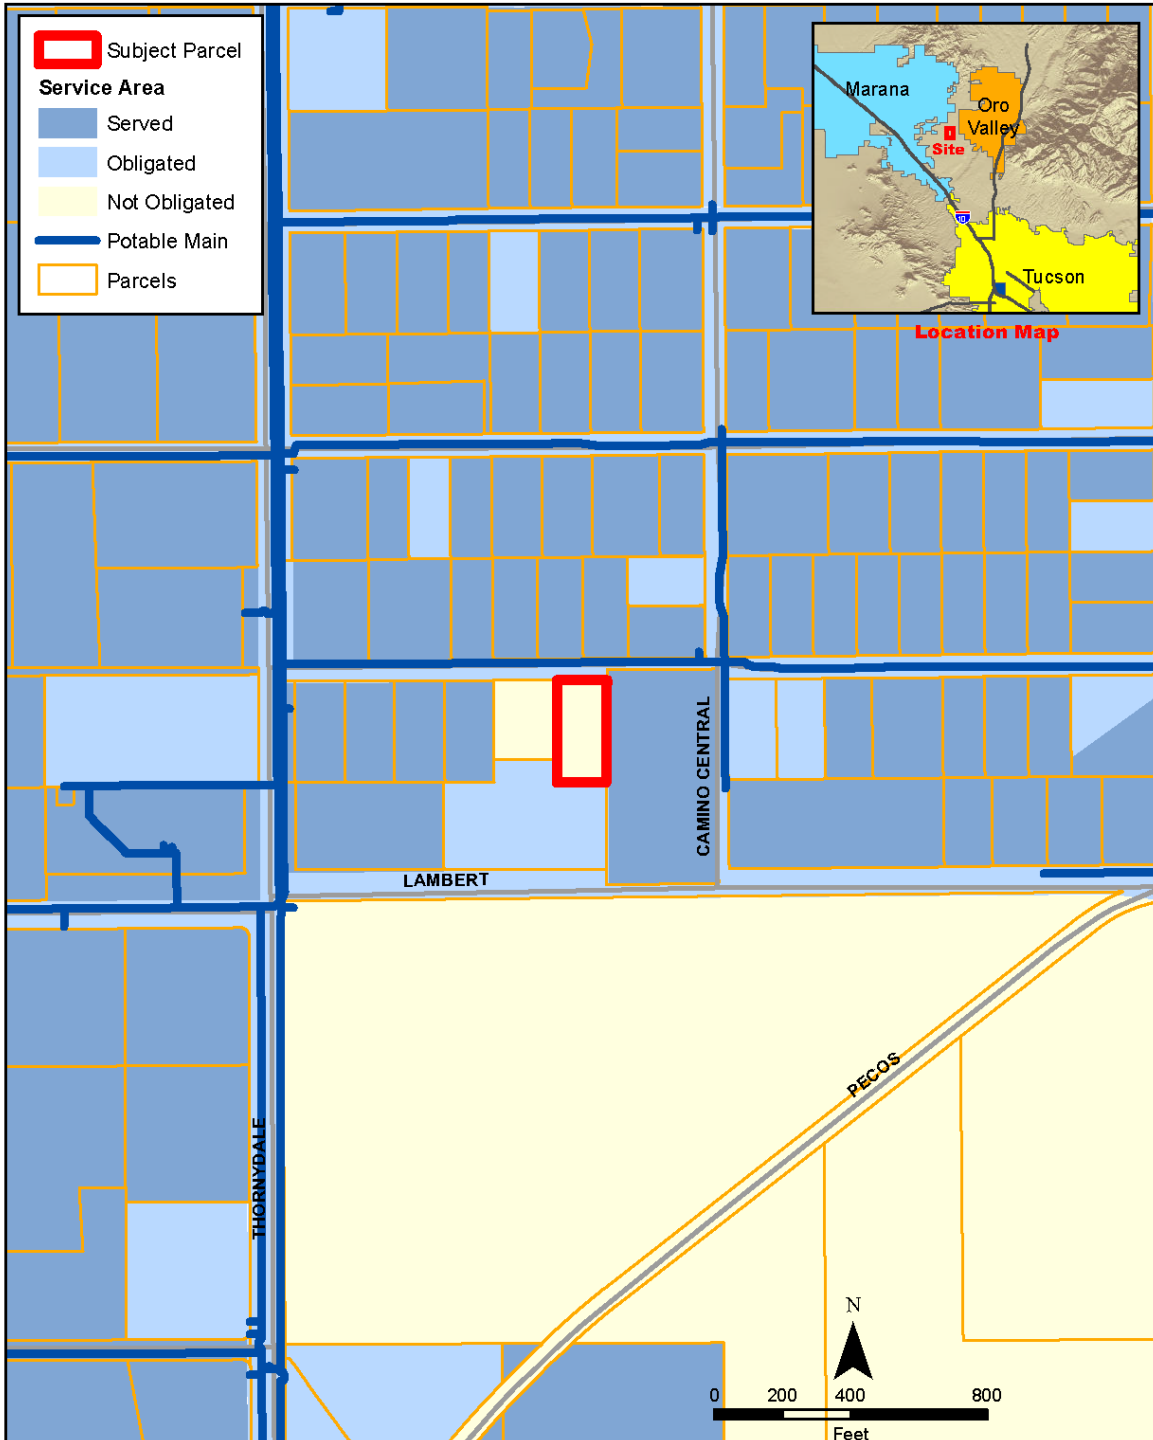 Subject Parcel
Service Area
Served
Obligated
Not Obligated
Potable Main
Parcels
Marana
Oro
Valley
Site
10
Tucson
Location Map
CAMINO CENTRAL
LAMBERT
PECOS
THORNYDALE
N
0 200 400 800
Feet